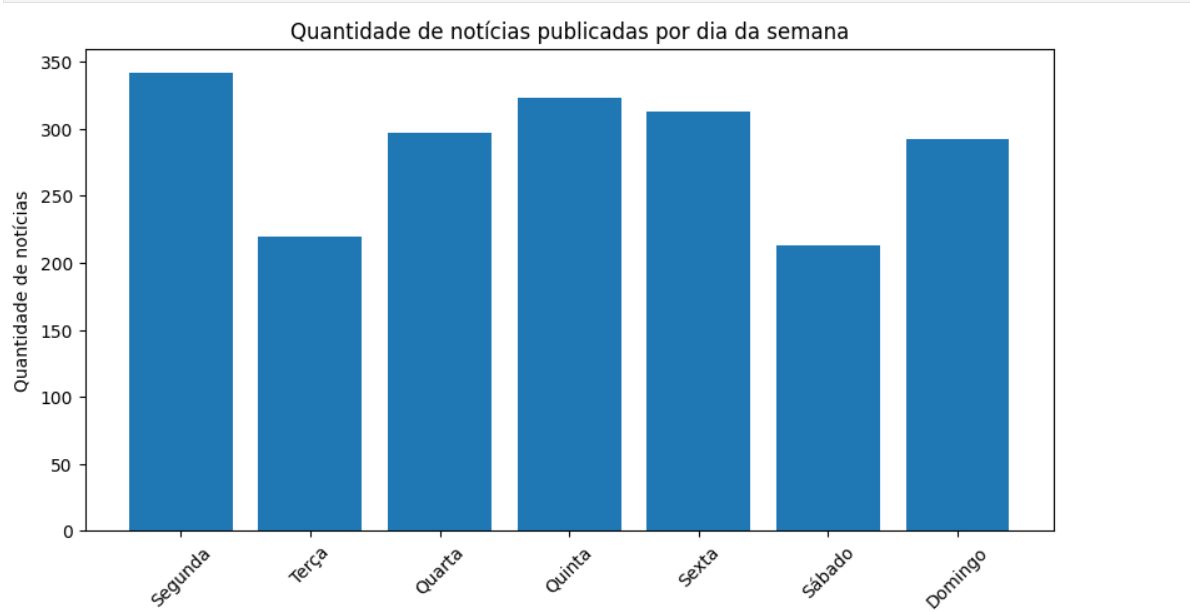 Quantidade de notícias publicadas por dia da semana
Quantidade de notícias
350
300
250
200
150
100
50
0
Segunda
Terça
Quarta
Quinta
Sexta
Sábado
Domingo